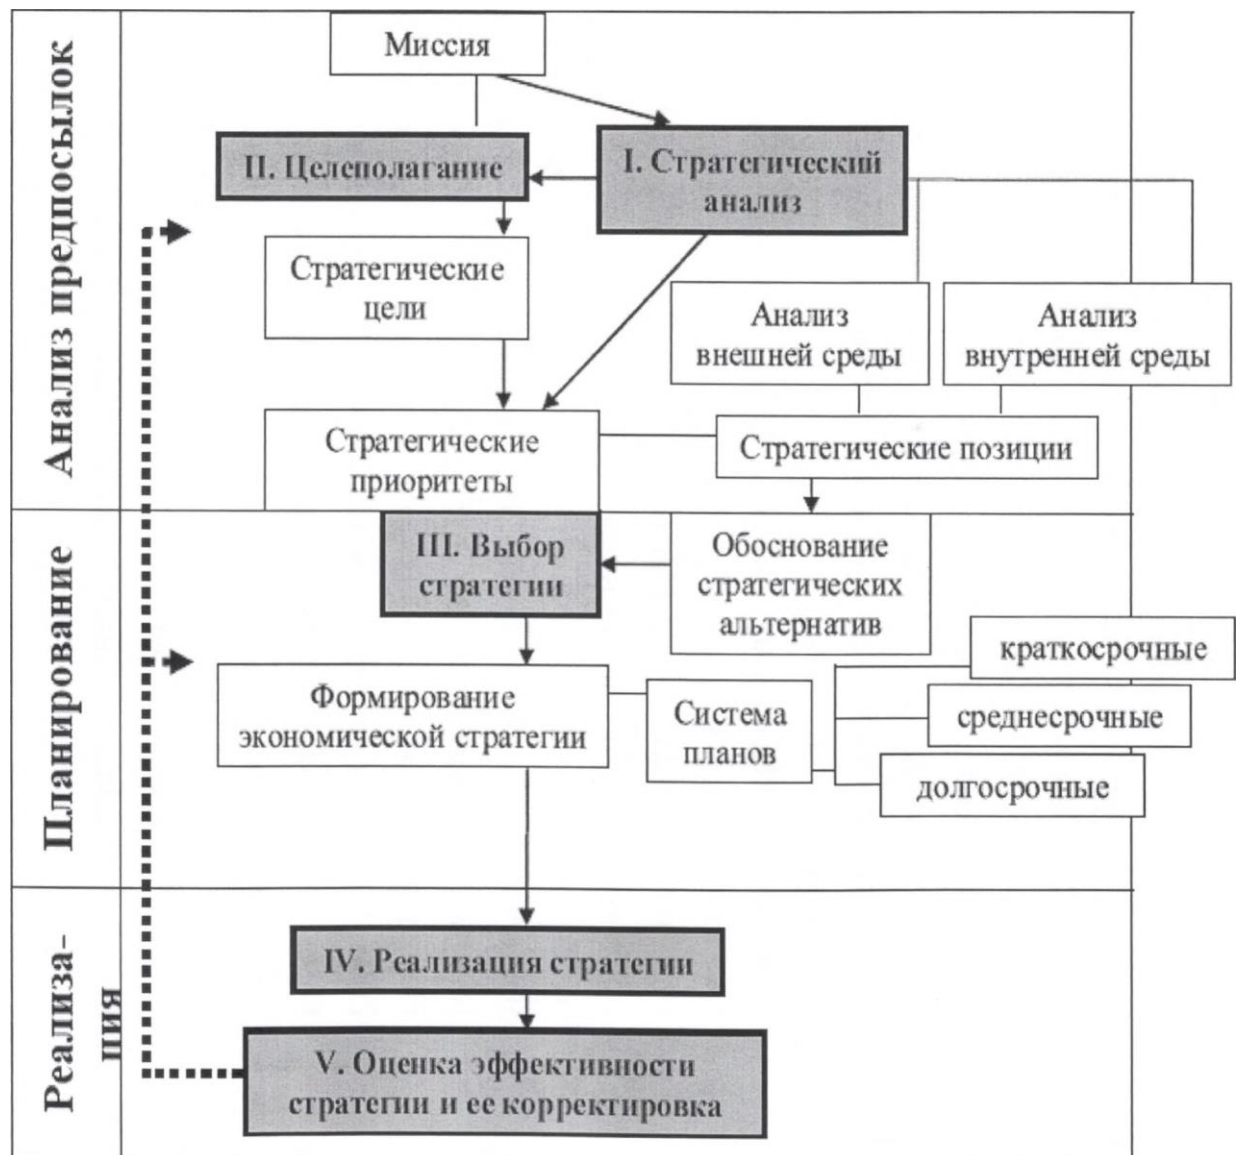 Анализ предпосылок
Миссия
II. Целеполагание
I. Стратегический
анализ
Стратегические
цели
Анализ
внешней среды
Анализ
внутренней среды
Стратегические
приоритеты
Стратегические позиции
Планирование
III. Выбор
стратегии
Обоснование
стратегических
альтернатив
краткосрочные
Формирование
экономической стратегии
Система
планов
среднесрочные
долгосрочные
Реализа-
пия
IV. Реализация стратегии
V. Оценка эффективности
стратегии и ее корректировка